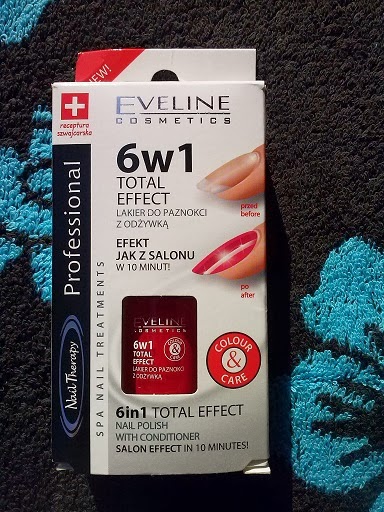 NEW!
receptura
szwajcarska
EVELINE
COSMETICS
6w1
TOTAL
EFFECT
LAKIER DO PAZNOKCI
Z ODŻYWKĄ
EFEKT
JAK Z SALONU
W 10 MINUT!
przed
before
po
after
Professional
Nail Therapy
SPA NAIL TREATMENTS
EVELINE
COSMETICS
6w1
TOTAL
EFFECT
LAKIER DO PAZNOKCI
Z ODŻYWKĄ
COLOUR
&
CARE
COLOUR
&
CARE
6in1 TOTAL EFFECT
NAIL POLISH
WITH CONDITIONER
SALON EFFECT IN 10 MINUTES!